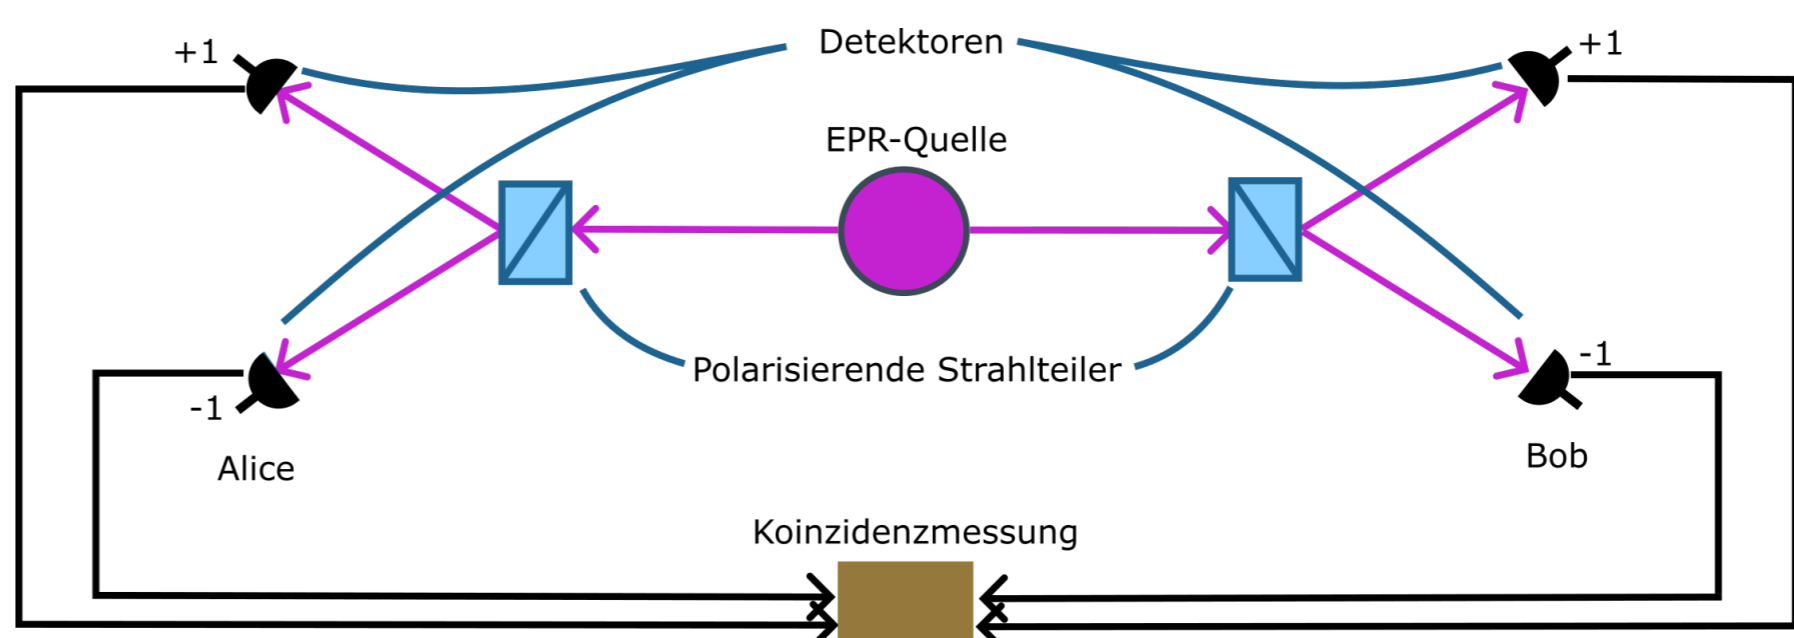 Detektoren
+1
+1
EPR-Quelle
Polarisierende Strahlteiler
-1
-1
Alice
Bob
Koinzidenzmessung